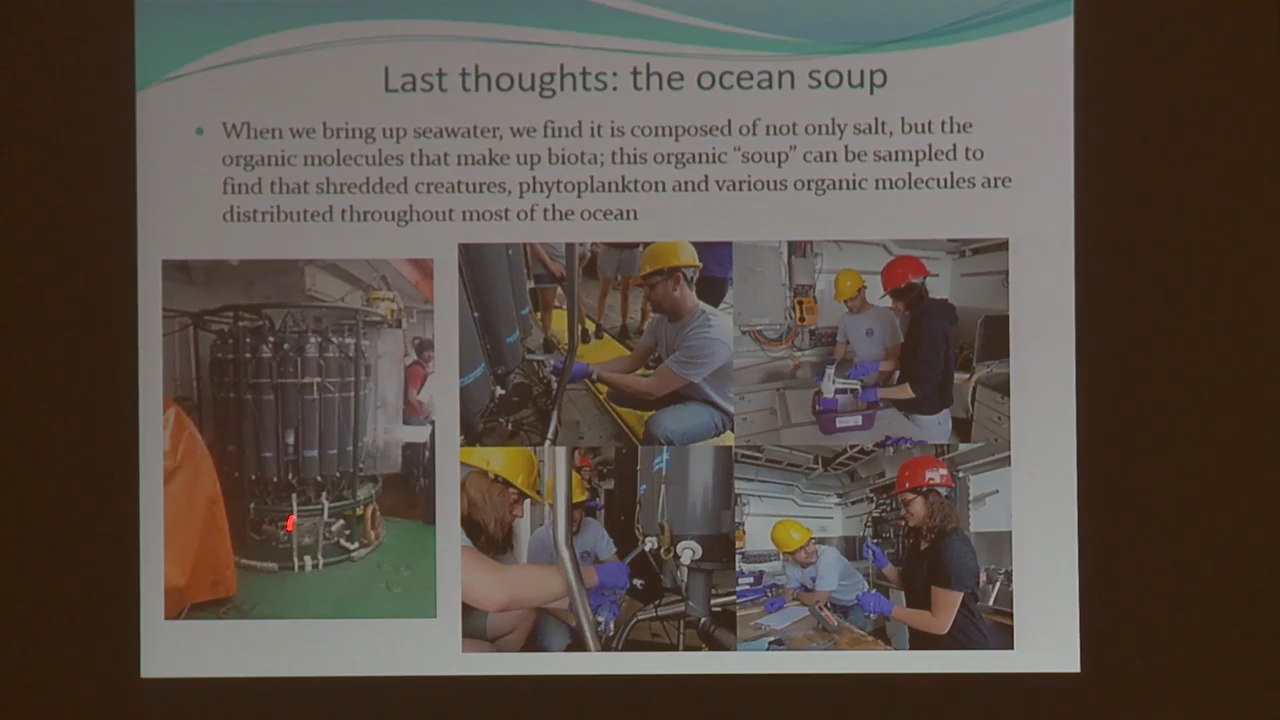 Last thoughts: the ocean soup
• When we bring up seawater, we find it is composed of not only salt, but the
organic molecules that make up biota; this organic “soup” can be sampled to
find that shredded creatures, phytoplankton and various organic molecules are
distributed throughout most of the ocean